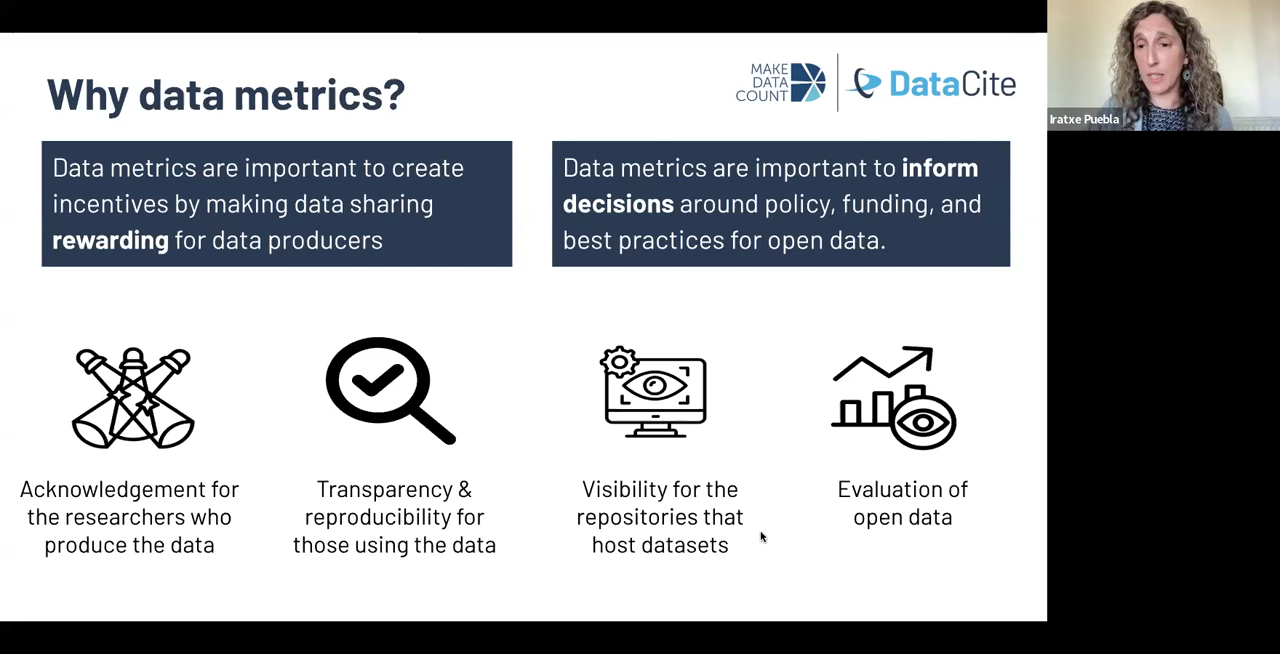 Why data metrics?
MAKE
DATA
COUNT
DataCite
Iratxe Puebla
Data metrics are important to create
incentives by making data sharing
rewarding for data producers
Data metrics are important to inform
decisions around policy, funding, and
best practices for open data.
Acknowledgement for
the researchers who
produce the data
Transparency &
reproducibility for
those using the data
Visibility for the
repositories that
host datasets
Evaluation of
open data